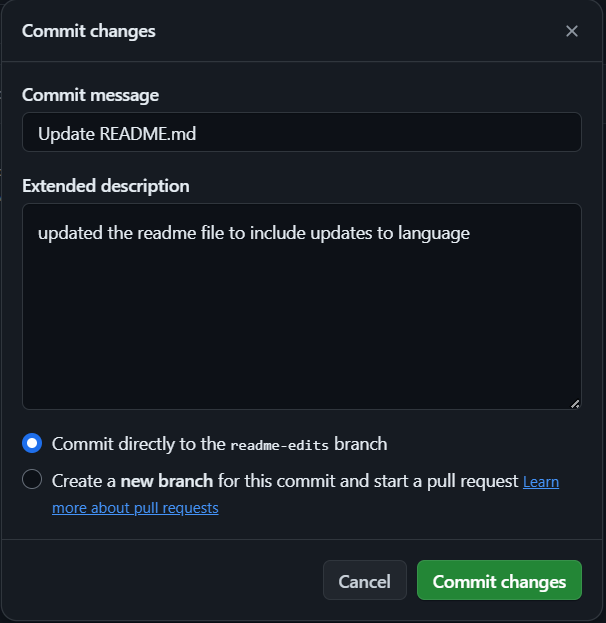 Commit changes
Commit message
Update README.md
Extended description
updated the readme file to include updates to language
Commit directly to the readme-edits branch
Create a new branch for this commit and start a pull request Learn
more about pull requests
Cancel
Commit changes